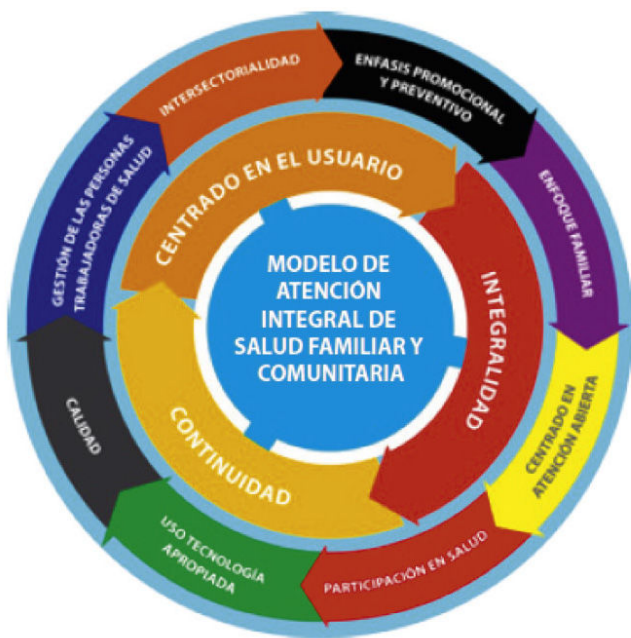 MODELO DE
ATENCIÓN
INTEGRAL DE
SALUD FAMILIAR Y
COMUNITARIA
CENTRADO EN EL USUARIO
INTEGRALIDAD
CONTINUIDAD
INTERSECTORIALIDAD
ENFASIS PROMOCIONAL
Y PREVENTIVO
ENFOQUE FAMILIAR
CENTRADO EN
ATENCIÓN ABIERTA
PARTICIPACIÓN EN SALUD
USO TECNOLOGÍA
APROPIADA
CALIDAD
GESTIÓN DE LAS PERSONAS
TRABAJADORAS DE SALUD